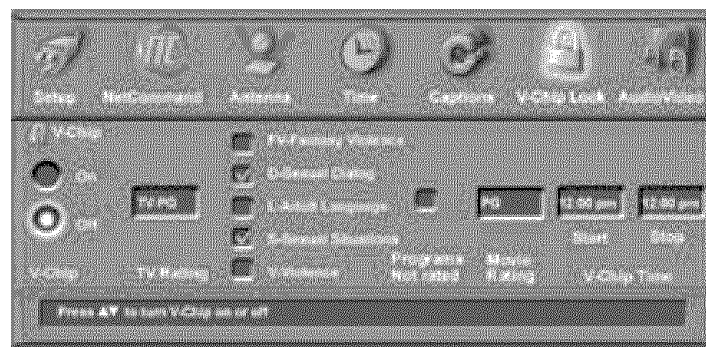 Setup NetCommand Antenna Time Captions V-Chip Lock Audio/Video
V-Chip
On
Off
V-Chip
TV PG
TV Rating
FV-Fantasy Violence
D-Sexual Dialog
L-Adult Language
S-Sexual Situations
V-Violence
Programs
Not rated
PG
Movie
Rating
12:00 pm 12:00 pm
Start Stop
V-Chip Time
Press ▲▼ to turn V-Chip on or off